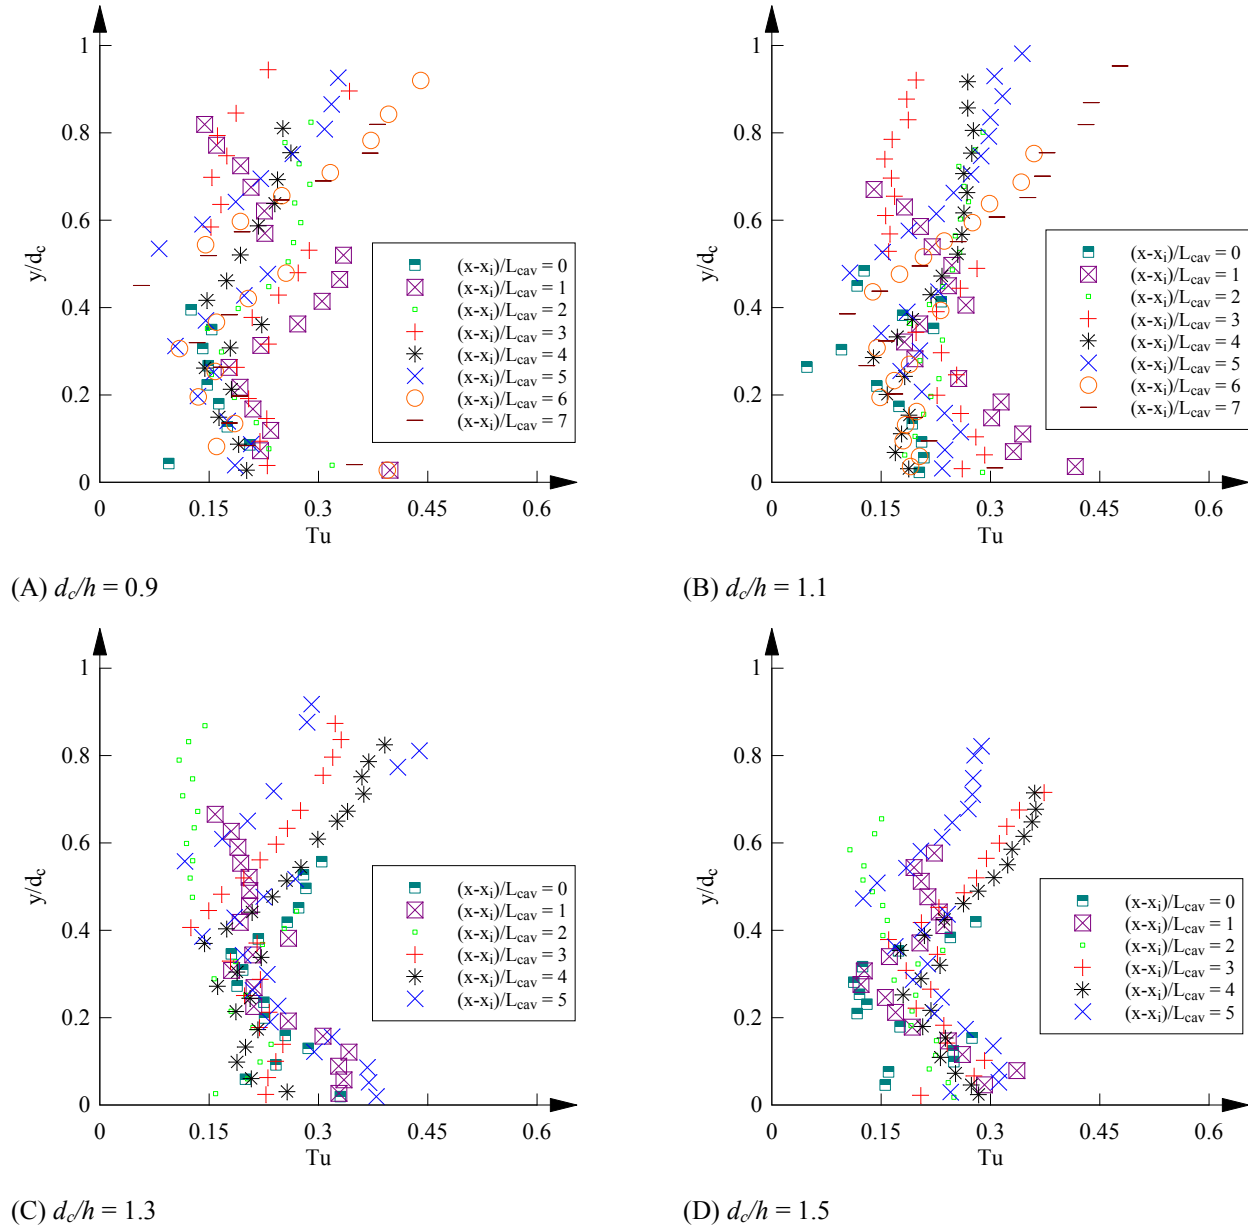 1
0.8
0.6
0.4
0.2
0
y/dc
0 0.15 0.3 0.45 0.6
Tu
(x-xi)/Lcav = 0
(x-xi)/Lcav = 1
(x-xi)/Lcav = 2
(x-xi)/Lcav = 3
(x-xi)/Lcav = 4
(x-xi)/Lcav = 5
(x-xi)/Lcav = 6
(x-xi)/Lcav = 7
(A) dc/h = 0.9
1
0.8
0.6
0.4
0.2
0
y/dc
0 0.15 0.3 0.45 0.6
Tu
(x-xi)/Lcav = 0
(x-xi)/Lcav = 1
(x-xi)/Lcav = 2
(x-xi)/Lcav = 3
(x-xi)/Lcav = 4
(x-xi)/Lcav = 5
(x-xi)/Lcav = 6
(x-xi)/Lcav = 7
(B) dc/h = 1.1
1
0.8
0.6
0.4
0.2
0
y/dc
0 0.15 0.3 0.45 0.6
Tu
(x-xi)/Lcav = 0
(x-xi)/Lcav = 1
(x-xi)/Lcav = 2
(x-xi)/Lcav = 3
(x-xi)/Lcav = 4
(x-xi)/Lcav = 5
(C) dc/h = 1.3
1
0.8
0.6
0.4
0.2
0
y/dc
0 0.15 0.3 0.45 0.6
Tu
(x-xi)/Lcav = 0
(x-xi)/Lcav = 1
(x-xi)/Lcav = 2
(x-xi)/Lcav = 3
(x-xi)/Lcav = 4
(x-xi)/Lcav = 5
(D) dc/h = 1.5